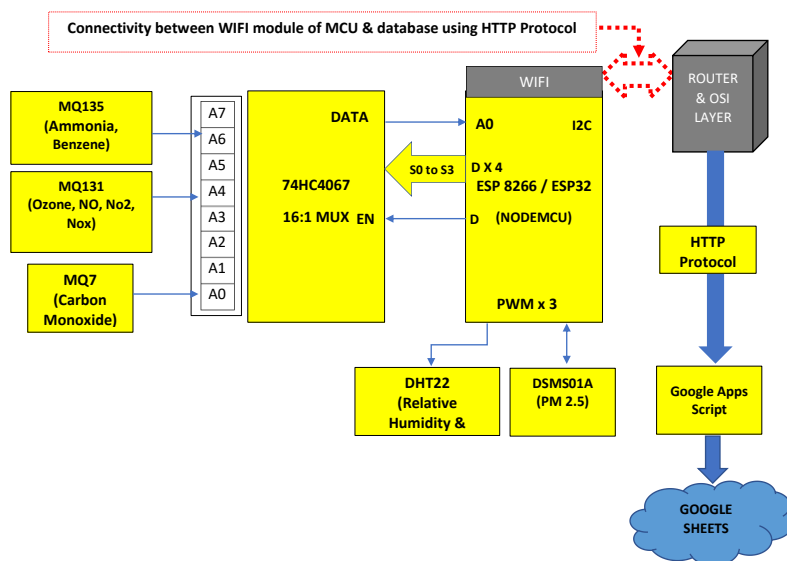 Connectivity between WIFI module of MCU & database using HTTP Protocol
WIFI
ROUTER
& OSI
LAYER
MQ135
(Ammonia,
Benzene)
MQ131
(Ozone, NO, No2,
Nox)
MQ7
(Carbon
Monoxide)
A7
A6
A5
A4
A3
A2
A1
A0
DATA
74HC4067
16:1 MUX EN
S0 to S3
A0
I2C
D X 4
ESP 8266 / ESP32
D
(NODEMCU)
PWM x 3
HTTP
Protocol
DHT22
(Relative
Humidity &
DSMS01A
(PM 2.5)
Google Apps
Script
GOOGLE
SHEETS